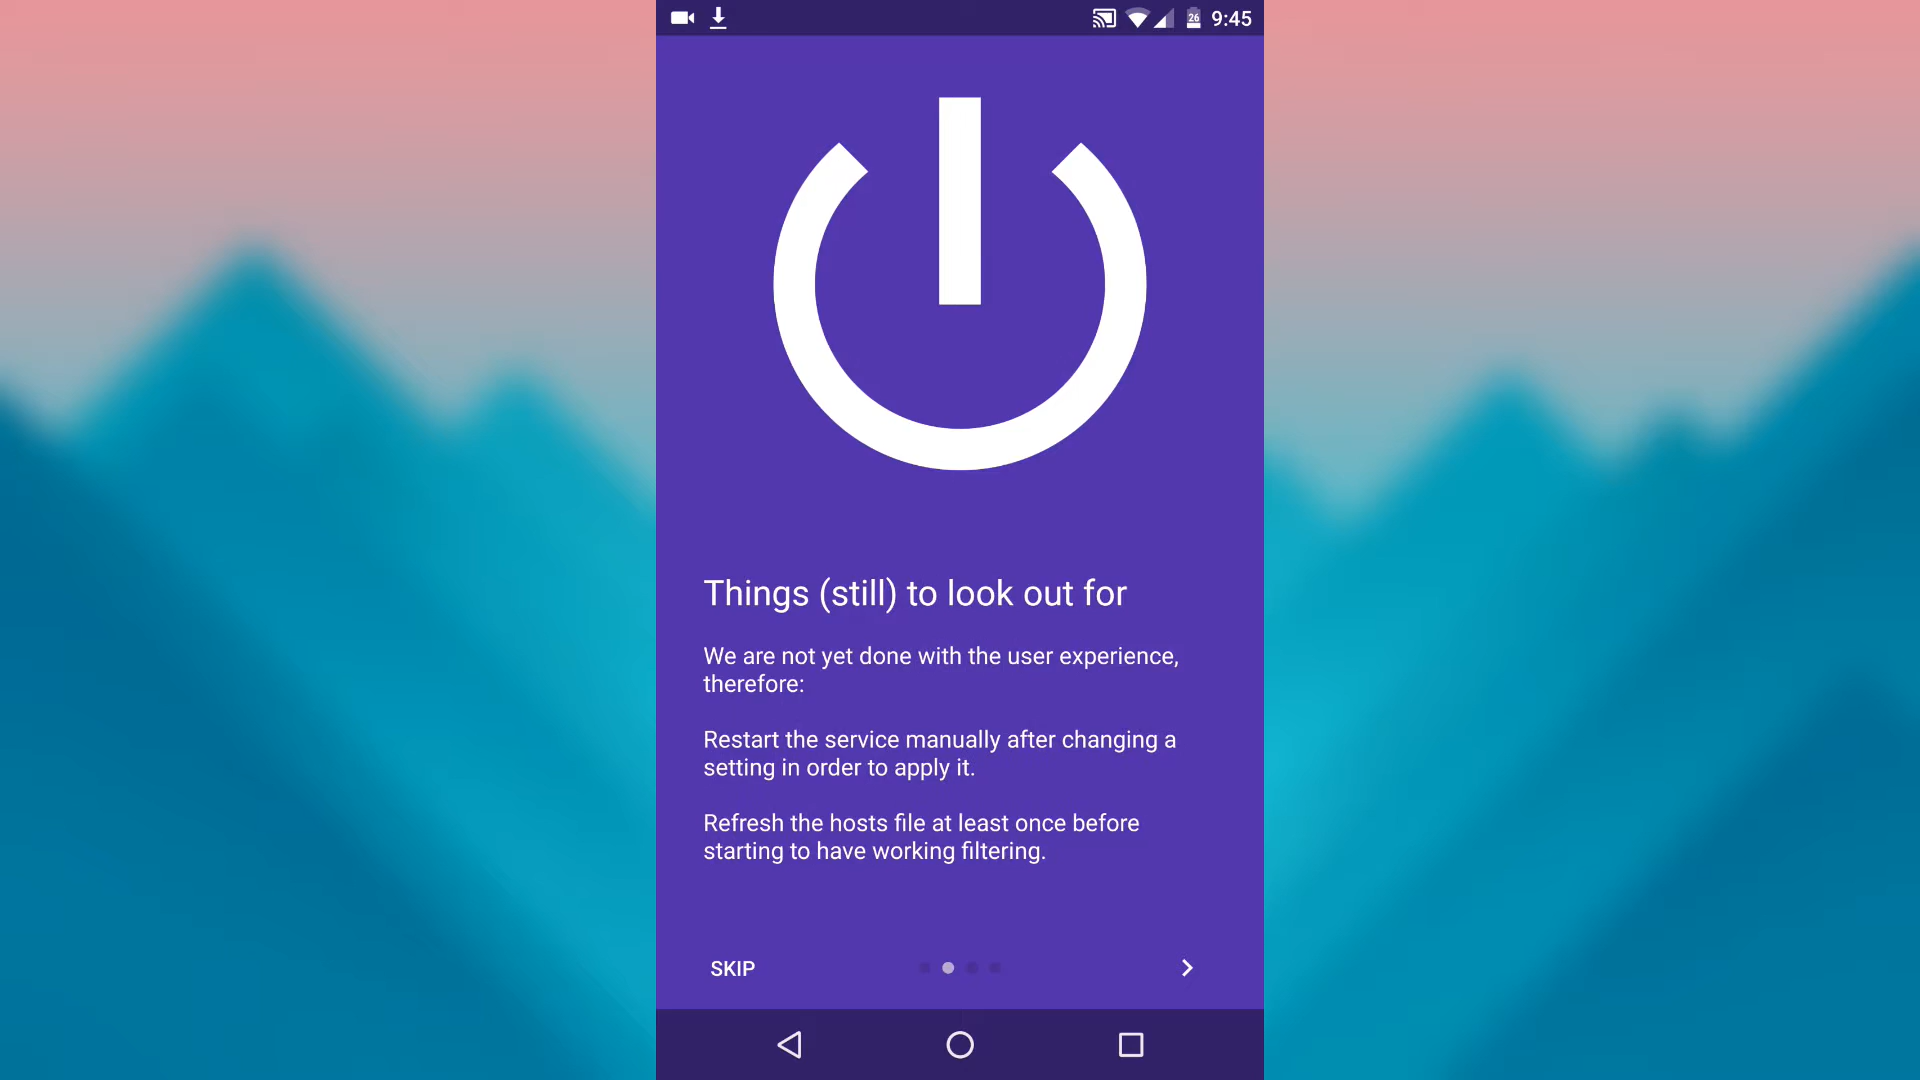 26 9:45
Things (still) to look out for
We are not yet done with the user experience,
therefore:
Restart the service manually after changing a
setting in order to apply it.
Refresh the hosts file at least once before
starting to have working filtering.
SKIP